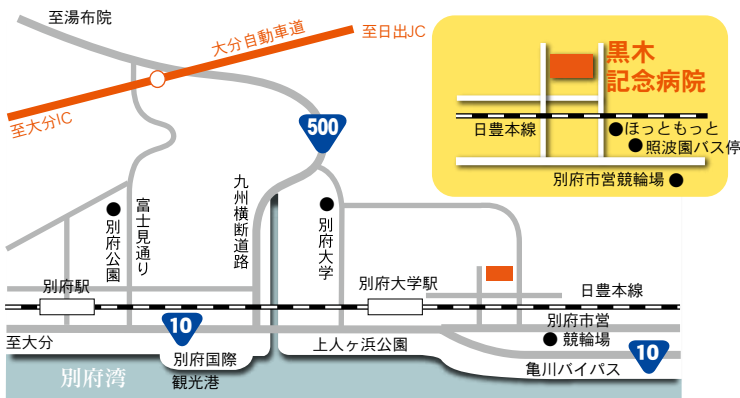 至湯布院
大分自動車道
至日出JC
至大分IC
500
黒木
記念病院
日豊本線
ほっともっと
照波園バス停
別府市営競輪場
別府公園
富士見通り
九州横断道路
別府大学
別府駅
別府大学駅
日豊本線
10
別府市営
競輪場
至大分
別府国際
観光港
上人ヶ浜公園
10
亀川バイパス
別府湾